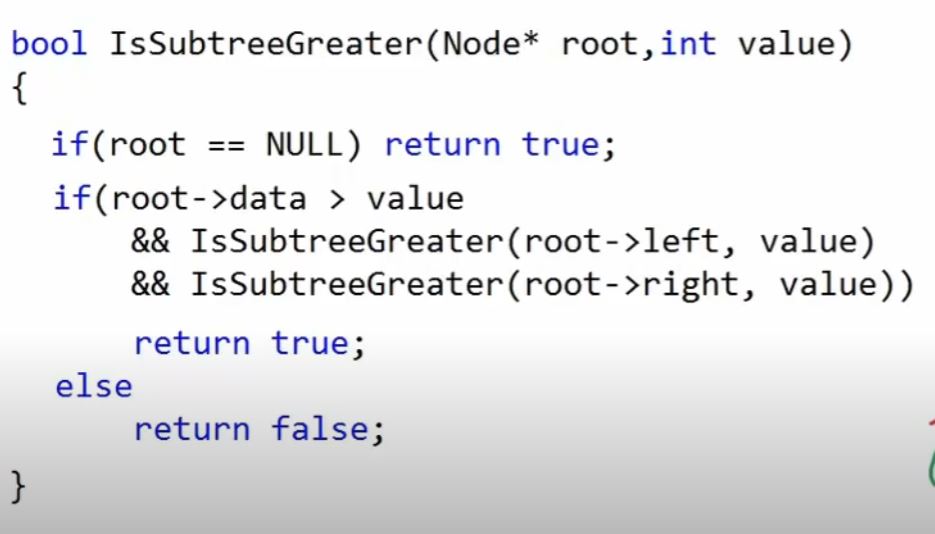 bool IsSubtreeGreater(Node* root,int value)
{
if(root == NULL) return true;
if(root->data > value
&& IsSubtreeGreater(root->left, value)
&& IsSubtreeGreater(root->right, value))
return true;
else
return false;
}